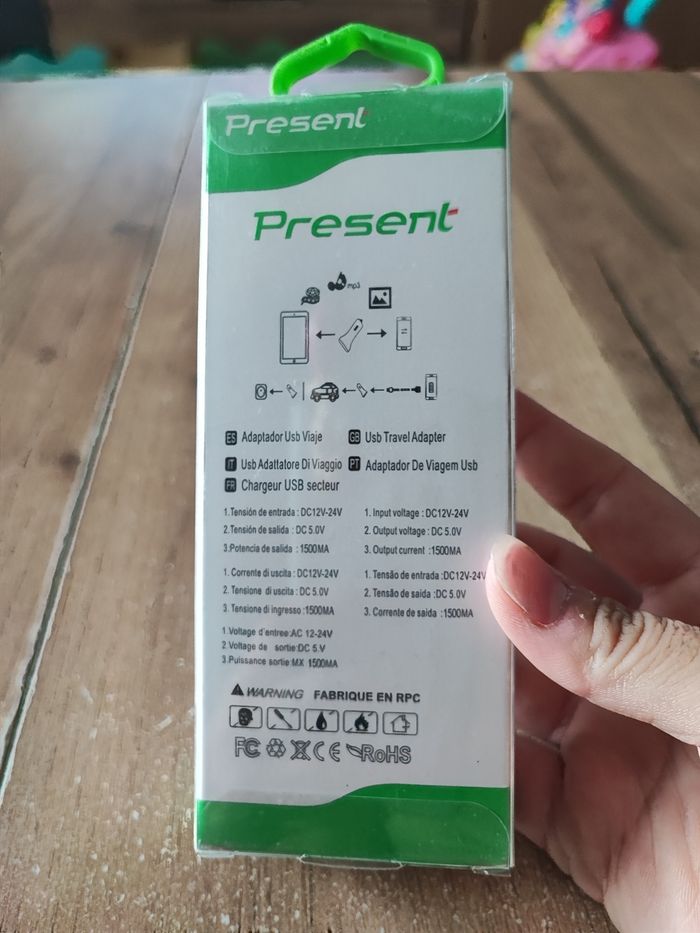 Present
Present
mp3
ES Adaptador Usb Viaje
GB Usb Travel Adapter
IT Usb Adattatore Di Viaggio
PT Adaptador De Viagem Usb
FR Chargeur USB secteur
1.Tensión de entrada : DC12V-24V
2.Tensión de salida : DC 5.0V
3.Potencia de salida : 1500MA
1. Input voltage : DC12V-24V
2. Output voltage : DC 5.0V
3. Output current : 1500MA
1. Corrente di uscita : DC12V-24V
2. Tensione di uscita : DC 5.0V
3. Tensione di ingresso : 1500MA
1. Tensão de entrada :DC12V-24V
2. Tensão de saida :DC 5.0V
3. Corrente de saida :1500MA
1.Voltage d'entree:AC 12-24V
2.Voltage de sortie:DC 5.V
3.Puissance sortie:MX 1500MA
WARNING FABRIQUE EN RPC
FC CE RoHS